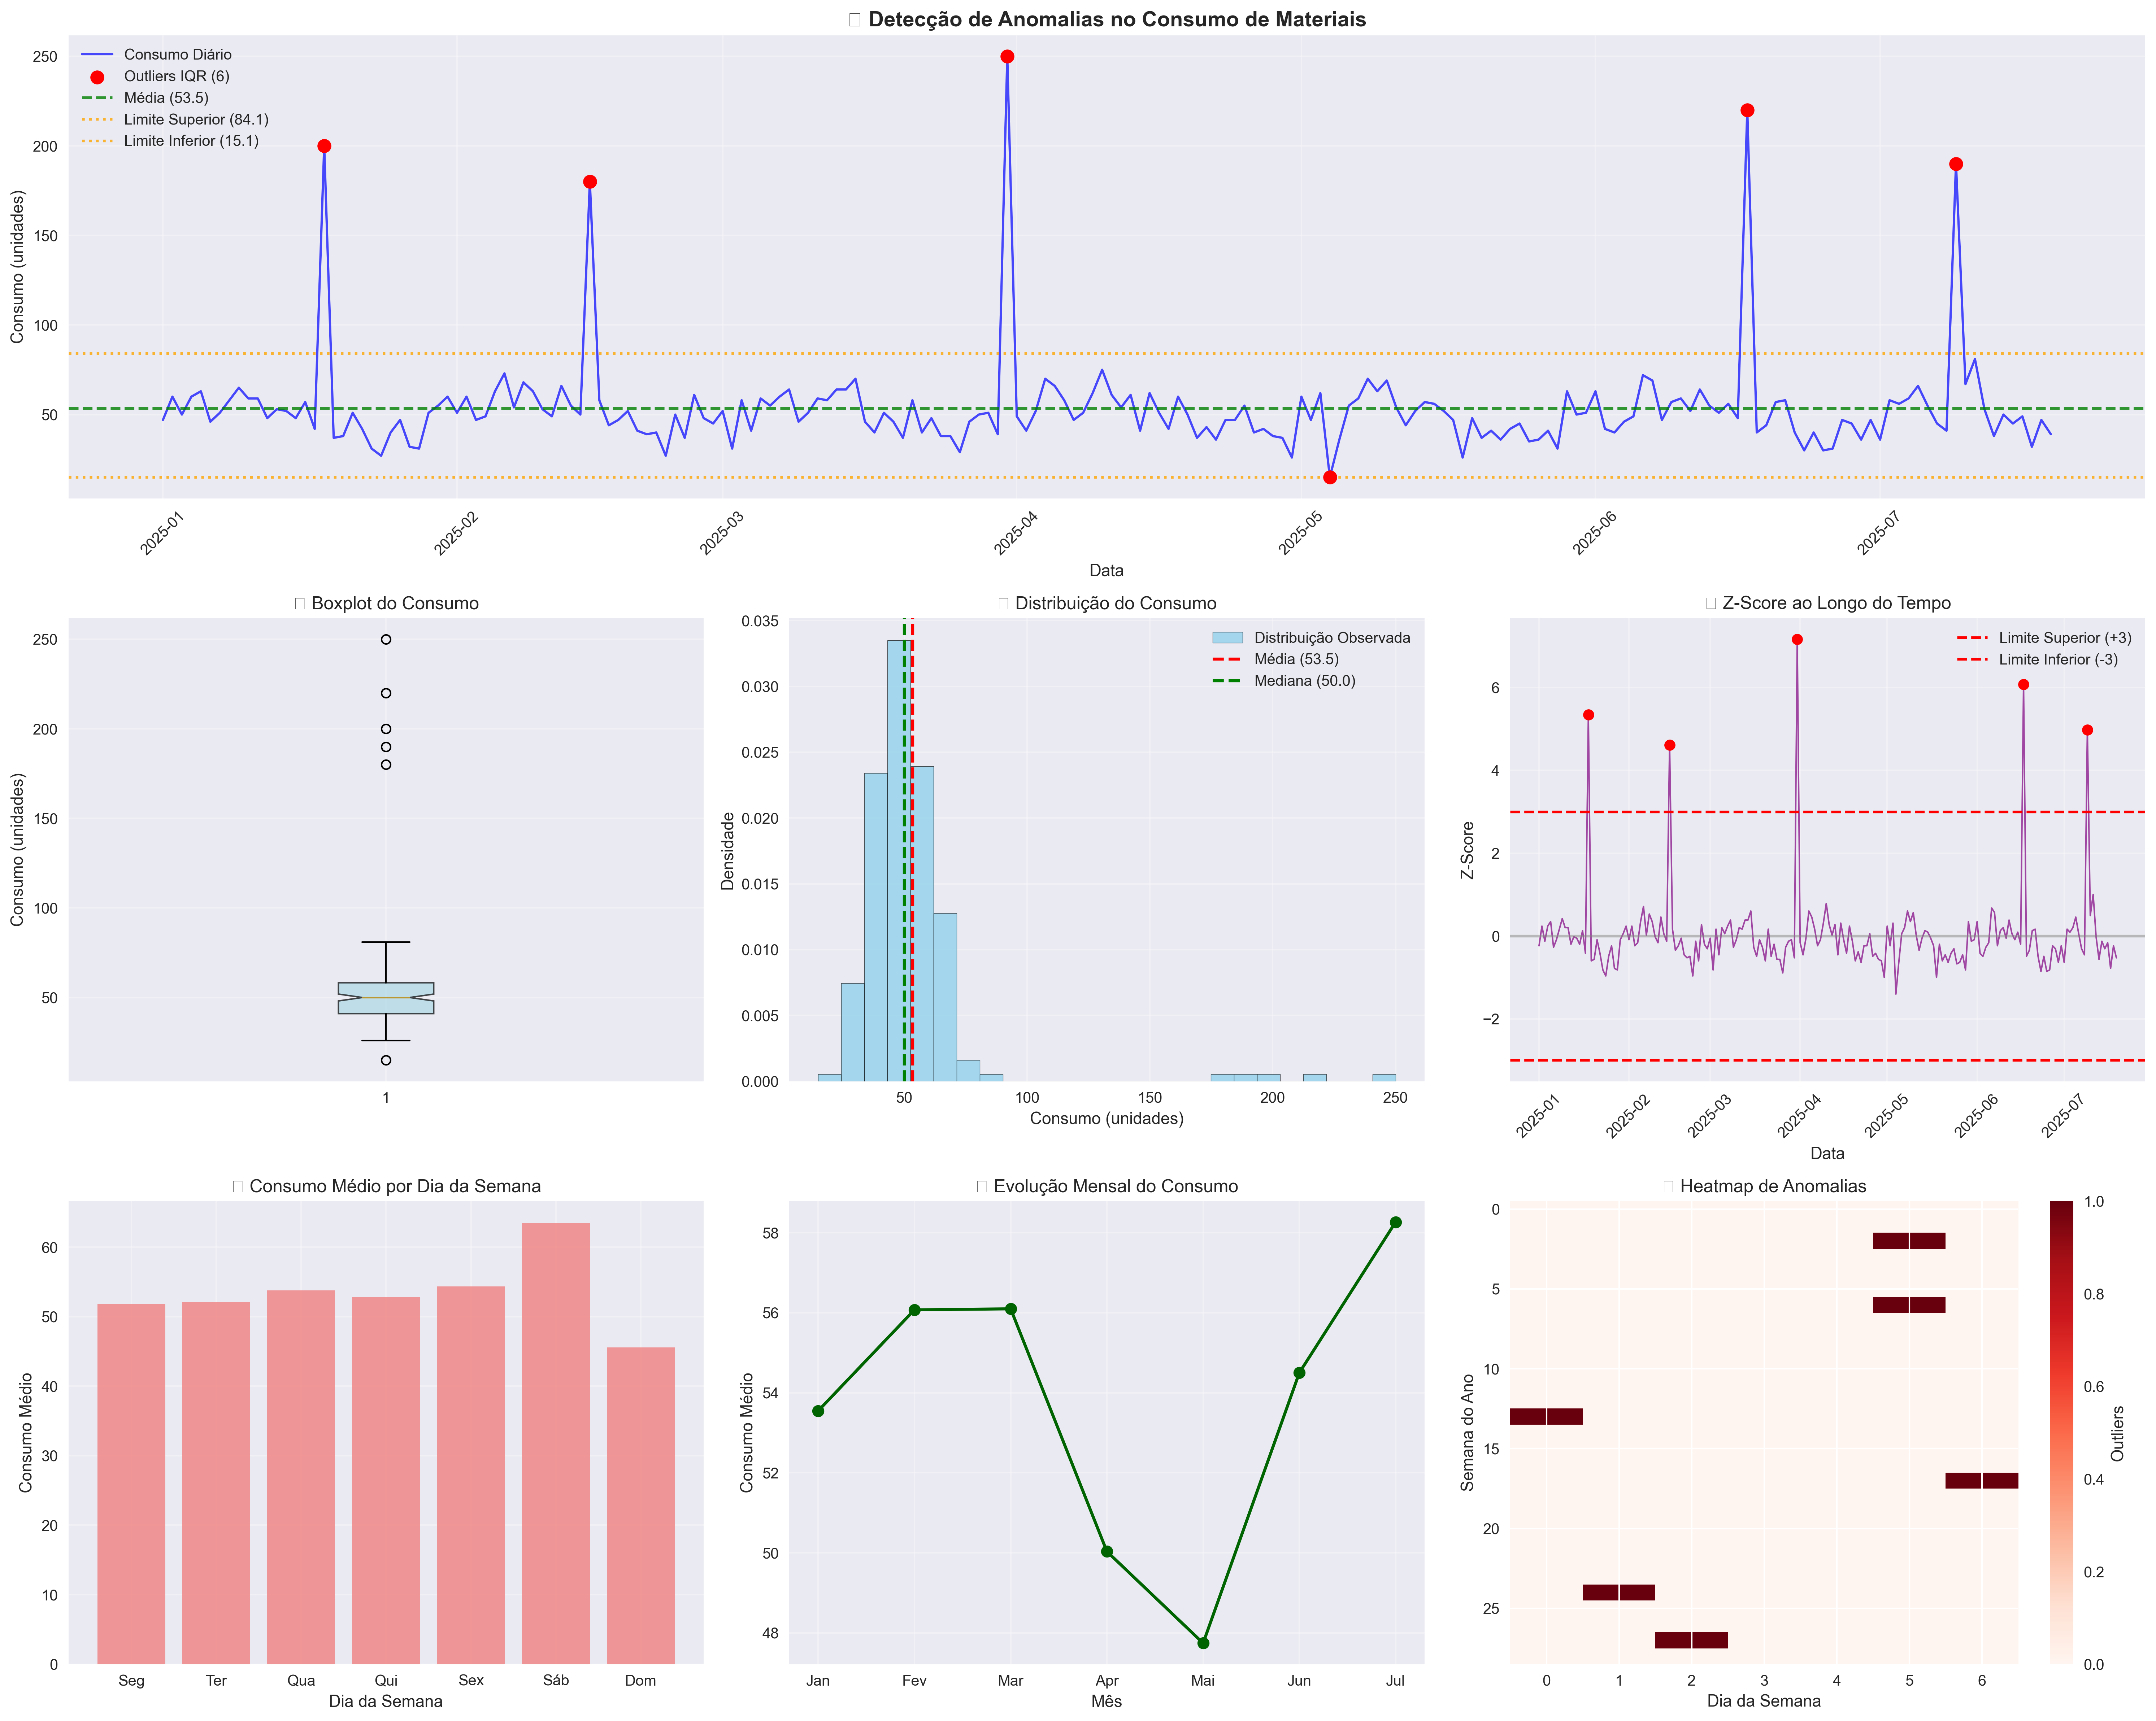 Detecção de Anomalias no Consumo de Materiais
Consumo (unidades)
250
200
150
100
50
Consumo Diário
Outliers IQR (6)
Média (53.5)
Limite Superior (84.1)
Limite Inferior (15.1)
2025-01
2025-02
2025-03
2025-04
2025-05
2025-06
2025-07
Data
Boxplot do Consumo
Consumo (unidades)
250
200
150
100
50
1
Distribuição do Consumo
Densidade
0.035
0.030
0.025
0.020
0.015
0.010
0.005
0.000
Distribuição Observada
Média (53.5)
Mediana (50.0)
50
100
150
200
250
Consumo (unidades)
Z-Score ao Longo do Tempo
Z-Score
6
4
2
0
−2
Limite Superior (+3)
Limite Inferior (-3)
2025-01
2025-02
2025-03
2025-04
2025-05
2025-06
2025-07
Data
Consumo Médio por Dia da Semana
Consumo Médio
60
50
40
30
20
10
0
Seg
Ter
Qua
Qui
Sex
Sáb
Dom
Dia da Semana
Evolução Mensal do Consumo
Consumo Médio
58
56
54
52
50
48
Jan
Fev
Mar
Apr
Mai
Jun
Jul
Mês
Heatmap de Anomalias
Semana do Ano
0
5
10
15
20
25
0
1
2
3
4
5
6
Dia da Semana
1.0
0.8
0.6
0.4
0.2
0.0
Outliers